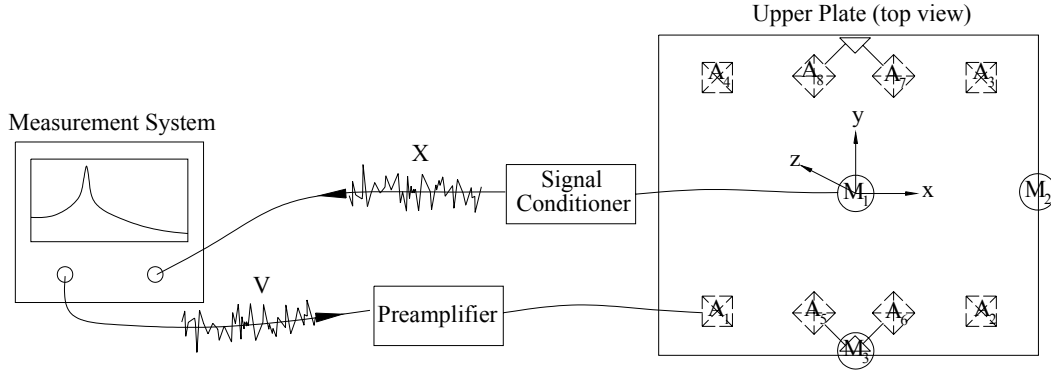 Upper Plate (top view)
A4 A8 A7 A3
Measurement System
y
X
z
Signal
Conditioner
M1
x
M2
V
Preamplifier
A1 A5 A6 A2
M3